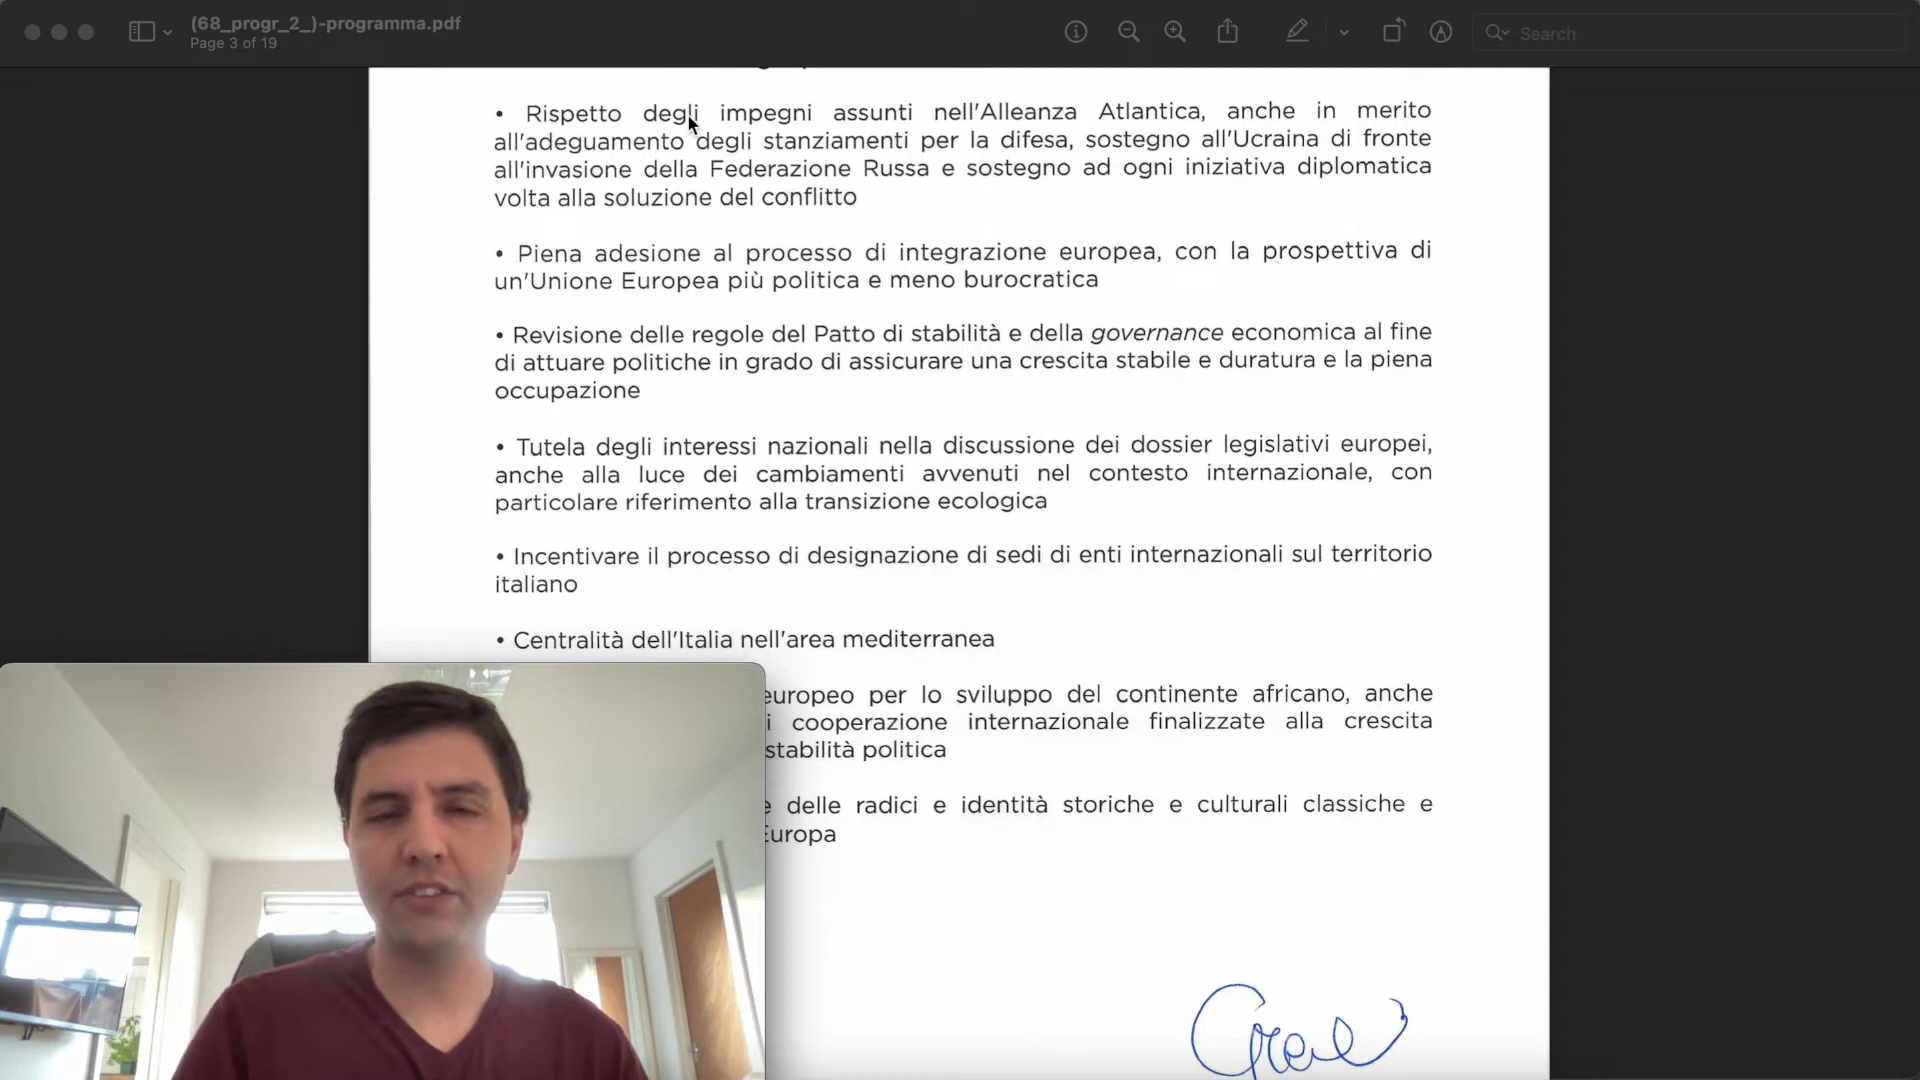 (68_progr_2_)-programma.pdf
Page 3 of 19
Search
• Rispetto degli impegni assunti nell'Alleanza Atlantica, anche in merito
all'adeguamento degli stanziamenti per la difesa, sostegno all'Ucraina di fronte
all'invasione della Federazione Russa e sostegno ad ogni iniziativa diplomatica
volta alla soluzione del conflitto
• Piena adesione al processo di integrazione europea, con la prospettiva di
un'Unione Europea più politica e meno burocratica
• Revisione delle regole del Patto di stabilità e della governance economica al fine
di attuare politiche in grado di assicurare una crescita stabile e duratura e la piena
occupazione
• Tutela degli interessi nazionali nella discussione dei dossier legislativi europei,
anche alla luce dei cambiamenti avvenuti nel contesto internazionale, con
particolare riferimento alla transizione ecologica
• Incentivare il processo di designazione di sedi di enti internazionali sul territorio
italiano
• Centralità dell'Italia nell'area mediterranea
europeo per lo sviluppo del continente africano, anche
cooperazione internazionale finalizzate alla crescita
stabilità politica
delle radici e identità storiche e culturali classiche e
Europa